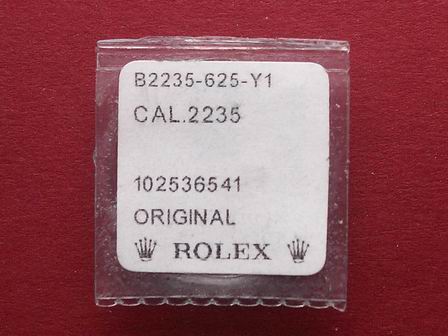 B2235-625-Y1
CAL.2235
102536541
ORIGINAL
ROLEX